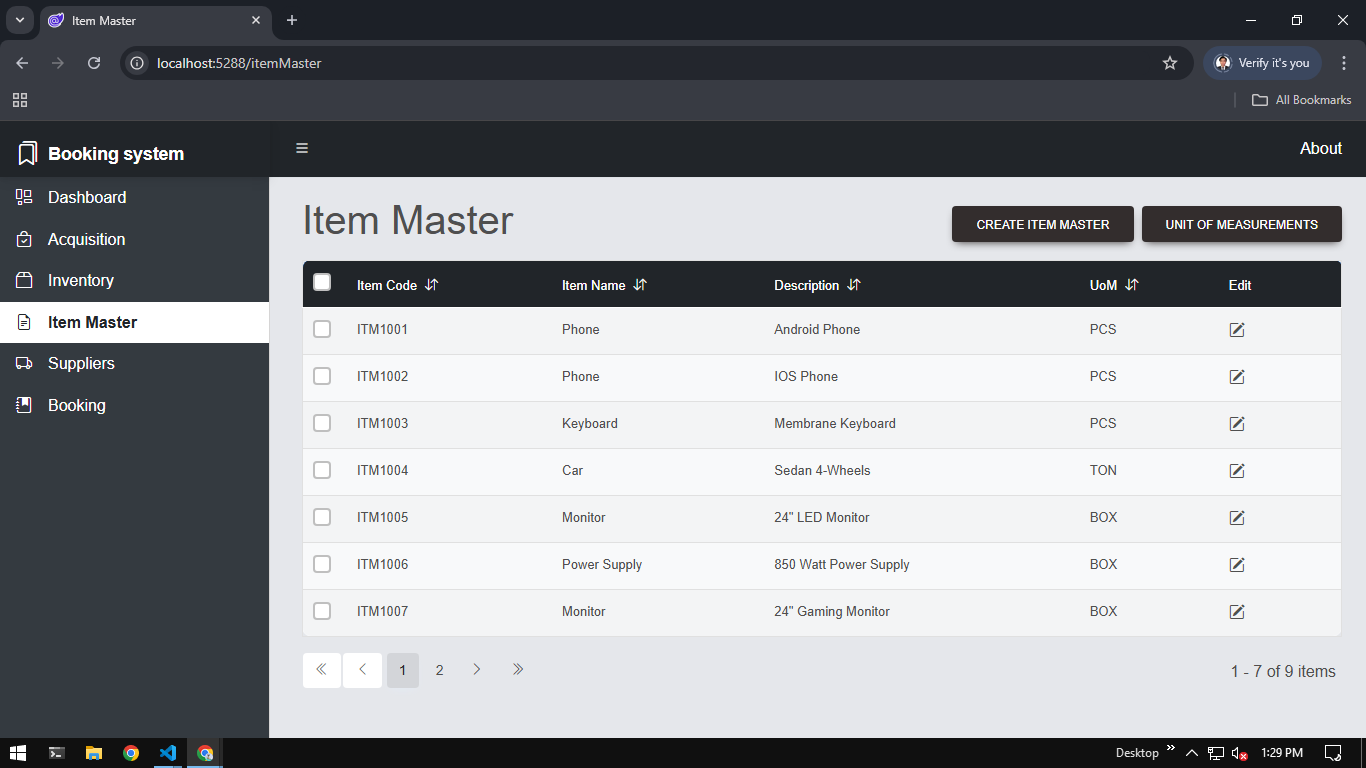 Item Master
localhost:5288/itemMaster
Verify it's you
All Bookmarks
Booking system
About
Dashboard
Acquisition
Inventory
Item Master
Suppliers
Booking
Item Master
CREATE ITEM MASTER
UNIT OF MEASUREMENTS
Item Code Item Name Description UoM Edit
ITM1001 Phone Android Phone PCS
ITM1002 Phone IOS Phone PCS
ITM1003 Keyboard Membrane Keyboard PCS
ITM1004 Car Sedan 4-Wheels TON
ITM1005 Monitor 24" LED Monitor BOX
ITM1006 Power Supply 850 Watt Power Supply BOX
ITM1007 Monitor 24" Gaming Monitor BOX
1 2
1 - 7 of 9 items
Desktop
1:29 PM